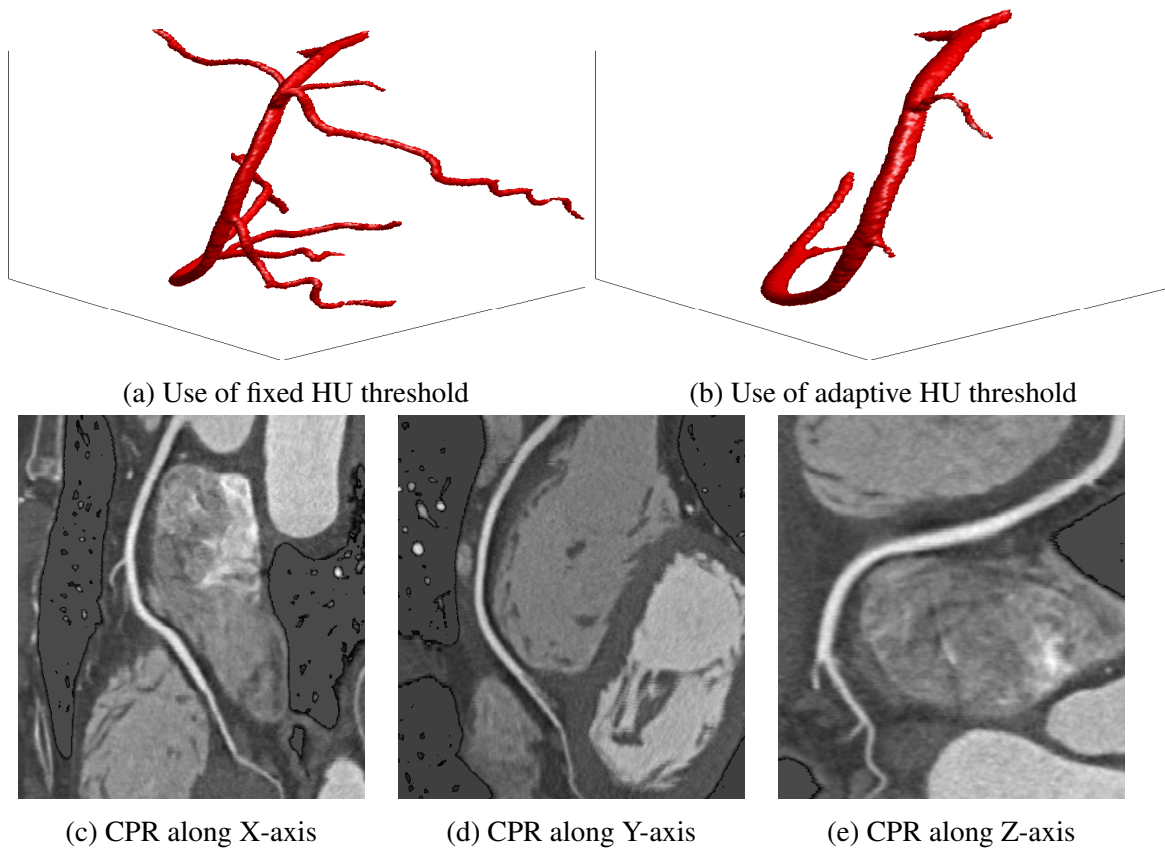 (a) Use of fixed HU threshold
(b) Use of adaptive HU threshold
(c) CPR along X-axis
(d) CPR along Y-axis
(e) CPR along Z-axis